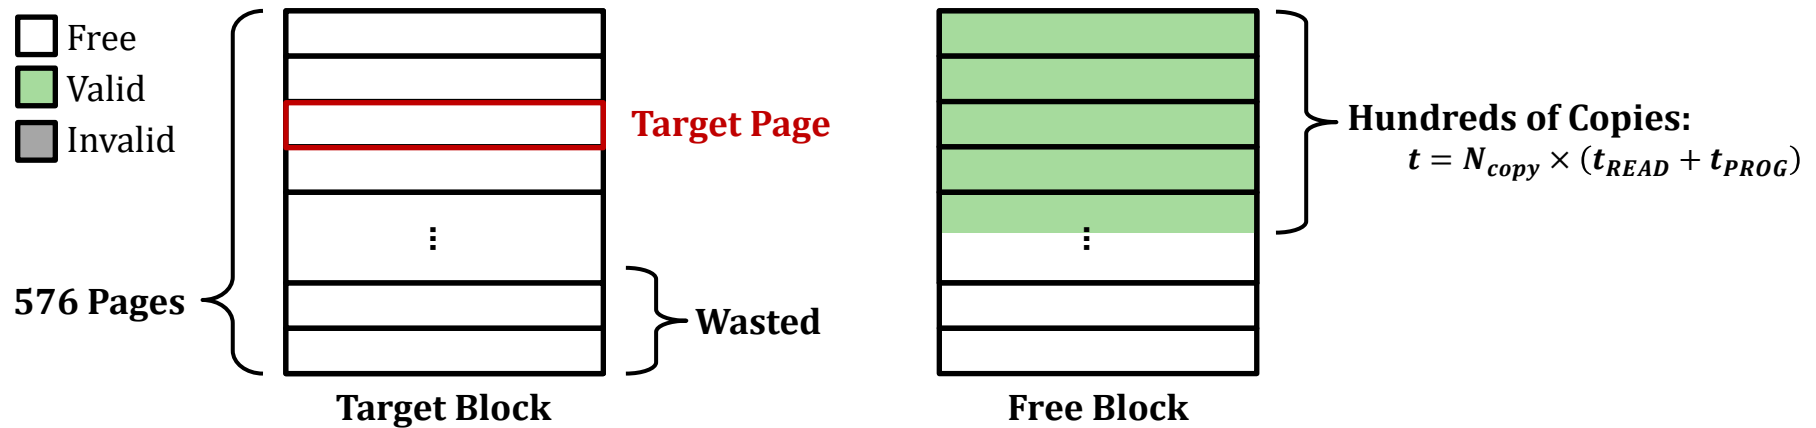 Free
Valid
Invalid
576 Pages
Target Page
⋮
Wasted
Target Block
⋮
Free Block
Hundreds of Copies:
t = N_copy × (t_READ + t_PROG)